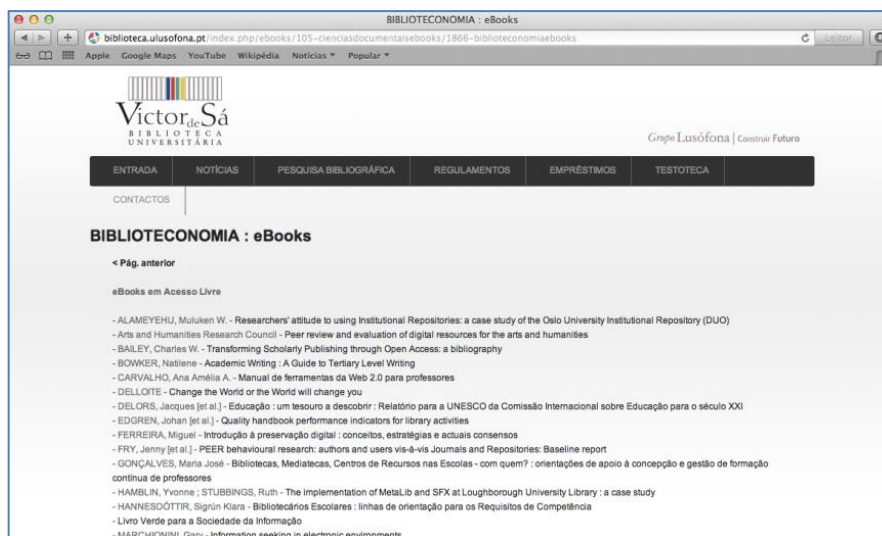 BIBLIOTECONOMIA : eBooks
biblioteca.ulusofona.pt/index.php/ebooks/105-cienciasdocumentaisebooks/1866-biblioteconomiaebooks
Leitor
Apple Google Maps YouTube Wikipédia Notícias Popular
Victor de Sá
BIBLIOTECA
UNIVERSITÁRIA
Grupo Lusófona | Construir Futuro
ENTRADA NOTÍCIAS PESQUISA BIBLIOGRÁFICA REGULAMENTOS EMPRÉSTIMOS TESTOTECA
CONTACTOS
BIBLIOTECONOMIA : eBooks
< Pág. anterior
eBooks em Acesso Livre
- ALAMEYEHU, Muluken W. - Researchers' attitude to using Institutional Repositories: a case study of the Oslo University Institutional Repository (DUO)
- Arts and Humanities Research Council - Peer review and evaluation of digital resources for the arts and humanities
- BAILEY, Charles W. - Transforming Scholarly Publishing through Open Access: a bibliography
- BOWKER, Natilene - Academic Writing : A Guide to Tertiary Level Writing
- CARVALHO, Ana Amélia A. - Manual de ferramentas da Web 2.0 para professores
- DELLOITE - Change the World or the World will change you
- DELORS, Jacques [et al.] - Educação : um tesouro a descobrir : Relatório para a UNESCO da Comissão Internacional sobre Educação para o século XXI
- EDGREN, Johan [et al.] - Quality handbook performance indicators for library activities
- FERREIRA, Miguel - Introdução à preservação digital : conceitos, estratégias e actuais consensos
- FRY, Jenny [et al.] - PEER behavioural research: authors and users vis-à-vis Journals and Repositories: Baseline report
- GONÇALVES, Maria José - Bibliotecas, Mediatecas, Centros de Recursos nas Escolas - com quem? : orientações de apoio à concepção e gestão de formação
contínua de professores
- HAMBLIN, Yvonne ; STUBBINGS, Ruth - The implementation of MetaLib and SFX at Loughborough University Library : a case study
- HANNESDÓTTIR, Sigrún Klara - Bibliotecários Escolares : linhas de orientação para os Requisitos de Competência
- Livro Verde para a Sociedade da Informação
- MARCHIONINI, Gary - Information seeking in electronic environments